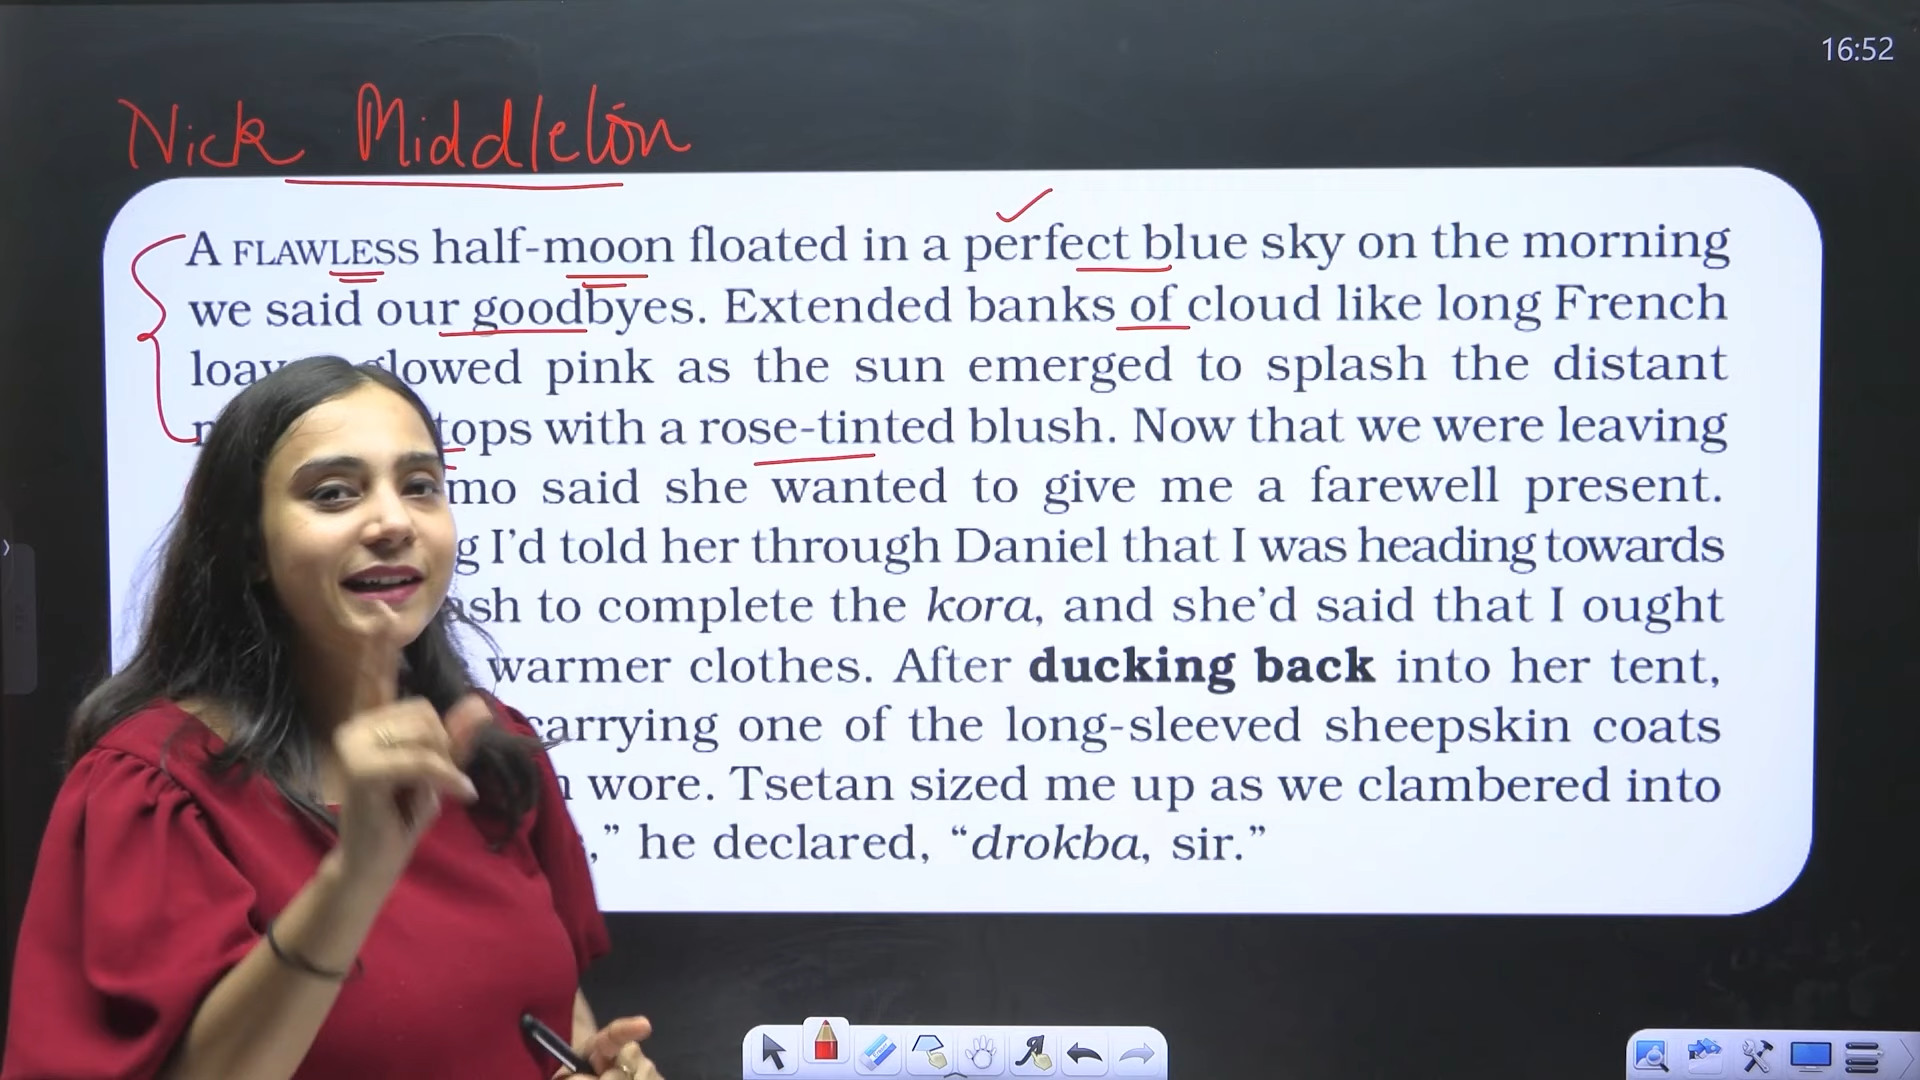 16:52
Nick Middleton
A FLAWLESS half-moon floated in a perfect blue sky on the morning
we said our goodbyes. Extended banks of cloud like long French
glowed pink as the sun emerged to splash the distant
tops with a rose-tinted blush. Now that we were leaving
said she wanted to give me a farewell present.
I'd told her through Daniel that I was heading towards
to complete the kora, and she'd said that I ought
warmer clothes. After ducking back into her tent,
carrying one of the long-sleeved sheepskin coats
wore. Tsetan sized me up as we clambered into
,” he declared, “drokba, sir.”